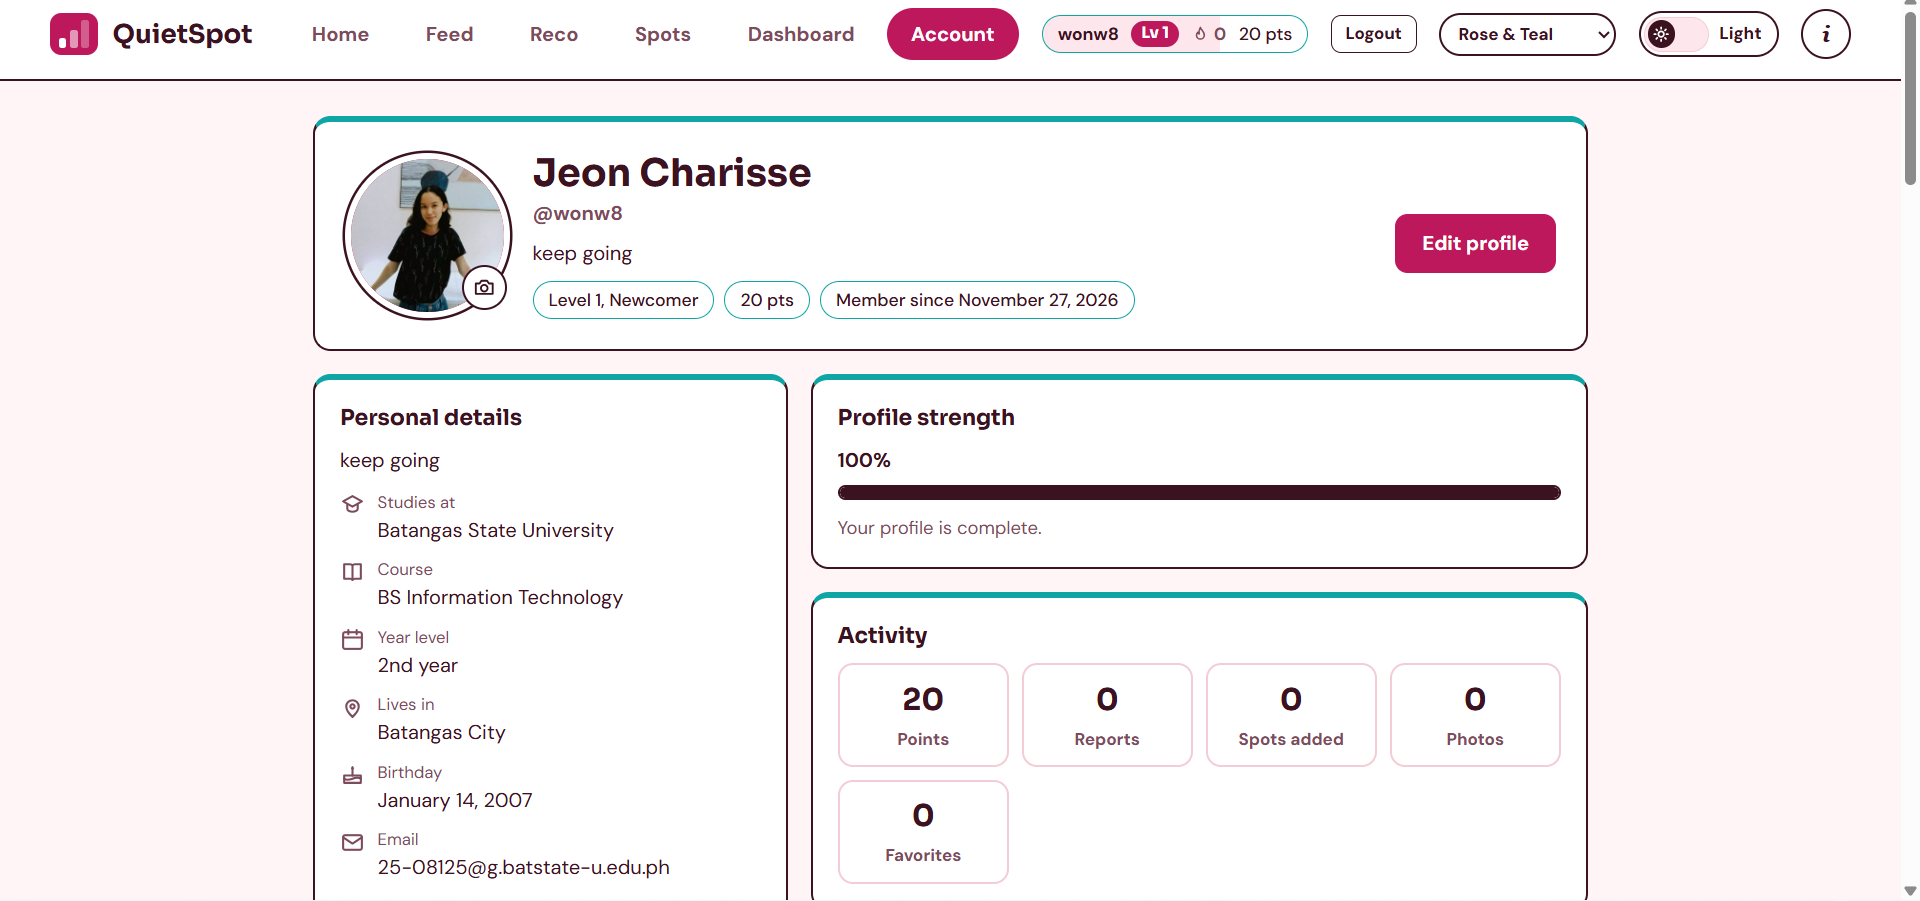 QuietSpot
Home
Feed
Reco
Spots
Dashboard
Account
wonw8 Lv 1 0 20 pts
Logout
Rose & Teal
Light
i
Jeon Charisse
@wonw8
keep going
Level 1, Newcomer
20 pts
Member since November 27, 2026
Edit profile
Personal details
keep going
Studies at
Batangas State University
Course
BS Information Technology
Year level
2nd year
Lives in
Batangas City
Birthday
January 14, 2007
Email
25-08125@g.batstate-u.edu.ph
Profile strength
100%
Your profile is complete.
Activity
20
Points
0
Reports
0
Spots added
0
Photos
0
Favorites